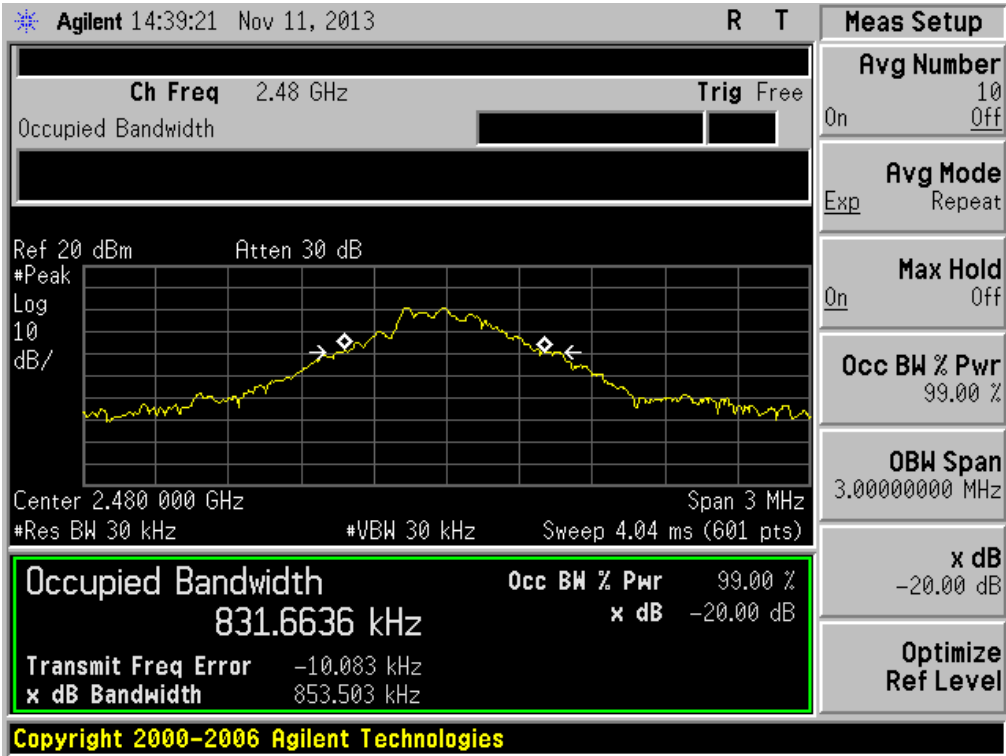 Agilent 14:39:21 Nov 11, 2013 R T
Ch Freq 2.48 GHz Trig Free
Occupied Bandwidth
Ref 20 dBm Atten 30 dB
#Peak
Log
10
dB/
Center 2.480 000 GHz Span 3 MHz
#Res BW 30 kHz #VBW 30 kHz Sweep 4.04 ms (601 pts)
Occupied Bandwidth Occ BW % Pwr 99.00 %
831.6636 kHz x dB -20.00 dB
Transmit Freq Error -10.083 kHz
x dB Bandwidth 853.503 kHz
Copyright 2000-2006 Agilent Technologies
Meas Setup
Avg Number
10
On Off
Avg Mode
Exp Repeat
Max Hold
On Off
Occ BW % Pwr
99.00 %
OBW Span
3.00000000 MHz
x dB
-20.00 dB
Optimize
Ref Level